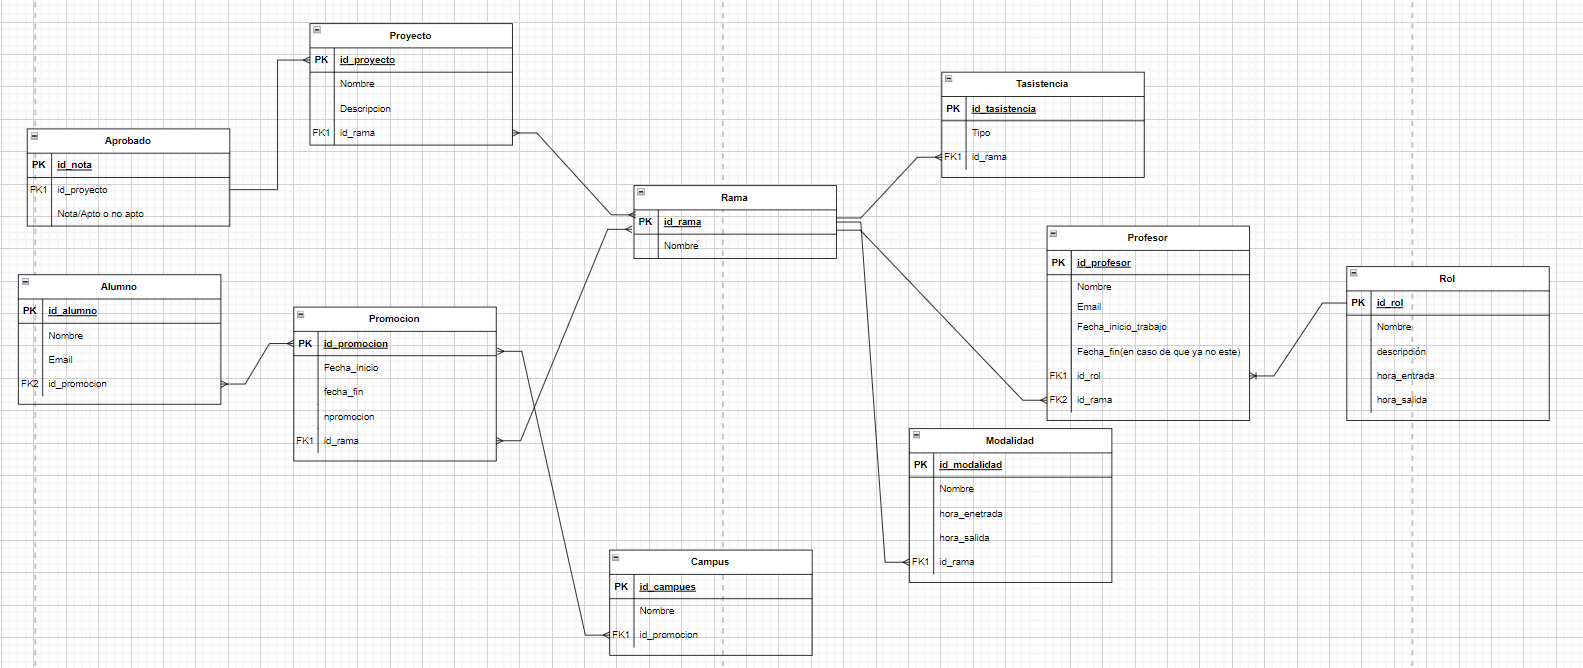 Proyecto
PK id_proyecto
Nombre
Descripcion
FK1 id_rama
Aprobado
PK id_nota
FK1 id_proyecto
Nota/Apto o no apto
Alumno
PK id_alumno
Nombre
Email
FK2 id_promocion
Promocion
PK id_promocion
Fecha_inicio
fecha_fin
npromocion
FK1 id_rama
Rama
PK id_rama
Nombre
Tasistencia
PK id_tasistencia
Tipo
FK1 id_rama
Profesor
PK id_profesor
Nombre
Email
Fecha_inicio_trabajo
Fecha_fin(en caso de que ya no este)
FK1 id_rol
FK2 id_rama
Rol
PK id_rol
Nombre
descripción
hora_entrada
hora_salida
Modalidad
PK id_modalidad
Nombre
hora_enetrada
hora_salida
FK1 id_rama
Campus
PK id_campues
Nombre
FK1 id_promocion